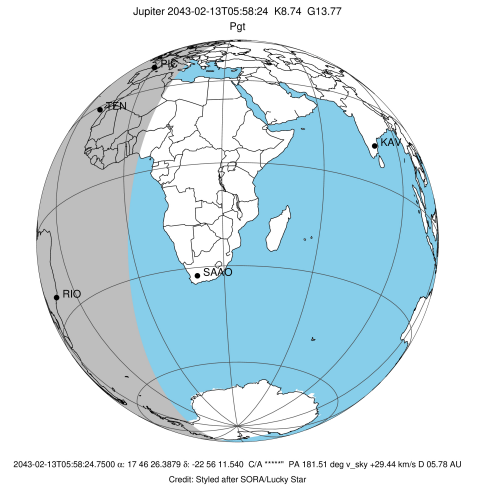 Jupiter 2043-02-13T05:58:24 K8.74 G13.77
Pgt
PIC
TEN
KAV
SAAO
RIO
2043-02-13T05:58:24.7500 α: 17 46 26.3879 δ: -22 56 11.540 C/A *****" PA 181.51 deg v_sky +29.44 km/s D 05.78 AU
Credit: Styled after SORA/Lucky Star